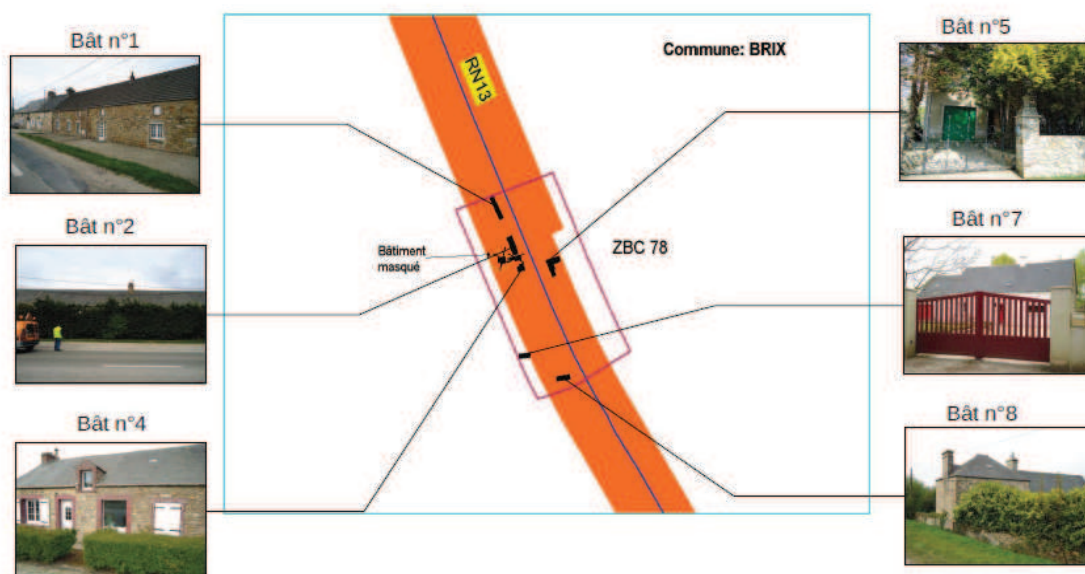 Bât n°1
Bât n°5
Commune: BRIX
RN13
Bât n°2
Bât n°7
ZBC 78
Bâtiment
masqué
Bât n°4
Bât n°8